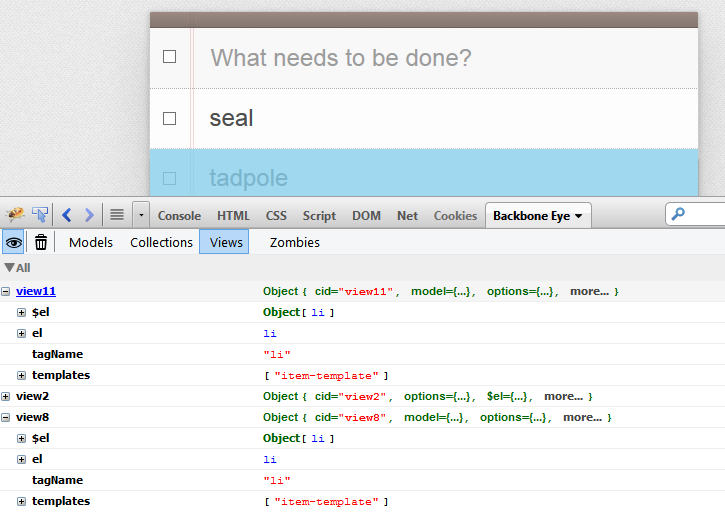 What needs to be done?
seal
tadpole
Console HTML CSS Script DOM Net Cookies Backbone Eye
Models Collections Views Zombies
All
view11 Object { cid="view11", model={...}, options={...}, more... }
$el Object[ li ]
el li
tagName "li"
templates [ "item-template" ]
view2 Object { cid="view2", options={...}, $el={...}, more... }
view8 Object { cid="view8", model={...}, options={...}, more... }
$el Object[ li ]
el li
tagName "li"
templates [ "item-template" ]